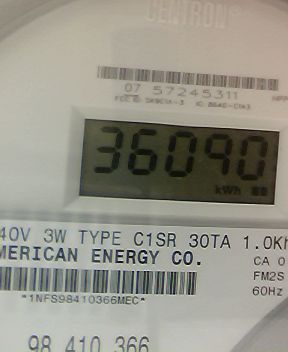 CENTRON®
07 57245311
36090
kWh
40V 3W TYPE C1SR 30TA 1.0Kh
MERICAN ENERGY CO.
CA 0
FM2S
60Hz
*1NFS98410366MEC*
98 410 366